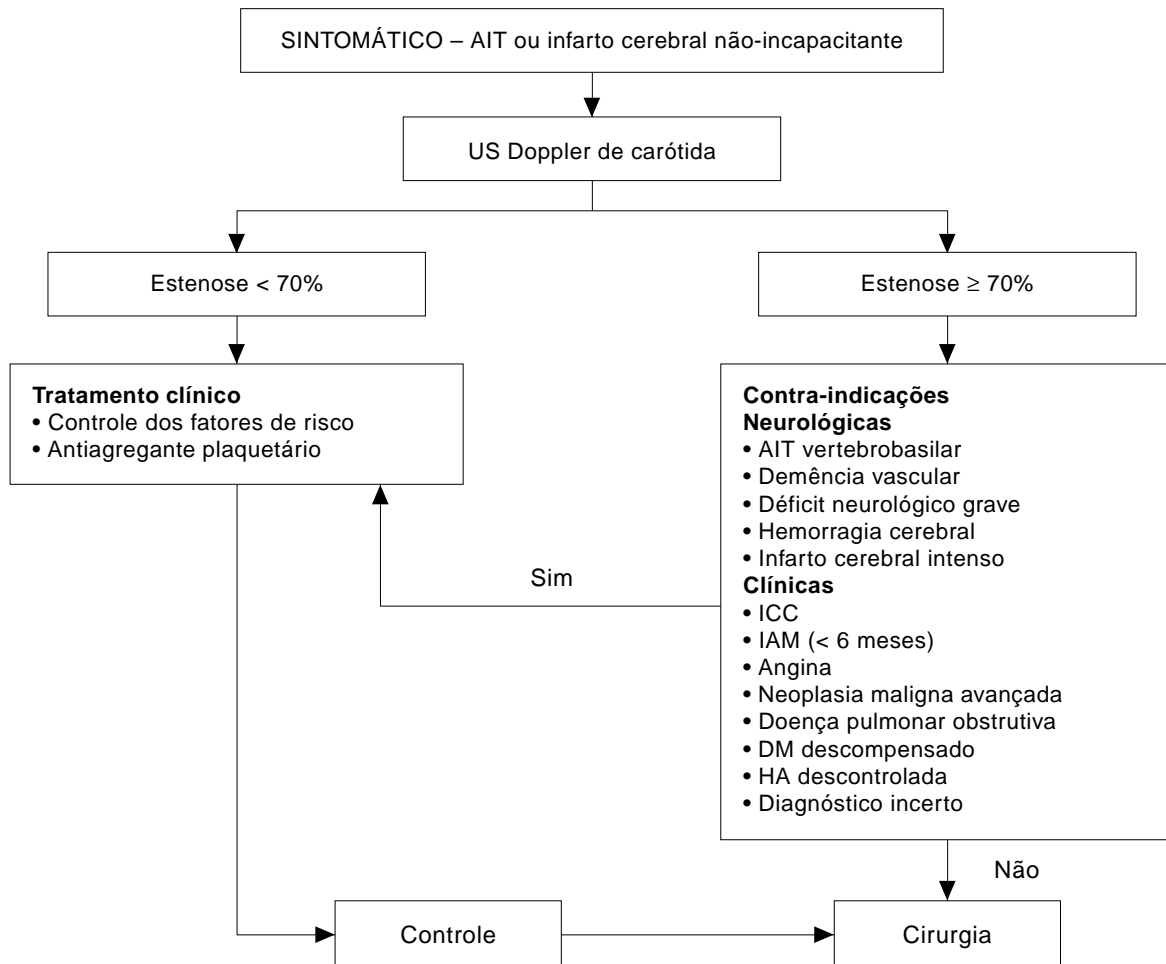 SINTOMÁTICO – AIT ou infarto cerebral não-incapacitante
US Doppler de carótida
Estenose < 70%
Estenose ≥ 70%
Tratamento clínico
• Controle dos fatores de risco
• Antiagregante plaquetário
Contra-indicações
Neurológicas
• AIT vertebrobasilar
• Demência vascular
• Déficit neurológico grave
• Hemorragia cerebral
• Infarto cerebral intenso
Clínicas
• ICC
• IAM (< 6 meses)
• Angina
• Neoplasia maligna avançada
• Doença pulmonar obstrutiva
• DM descompensado
• HA descontrolada
• Diagnóstico incerto
Sim
Não
Controle
Cirurgia